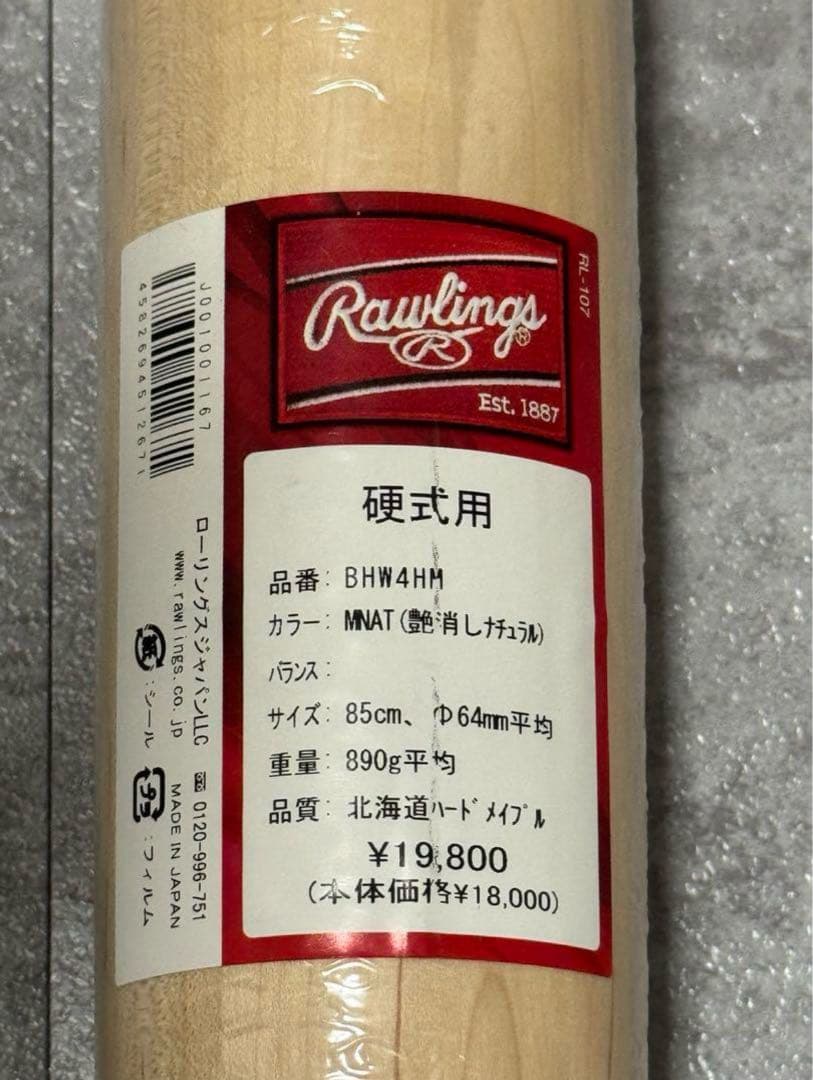 Rawlings
R
Est. 1887
RL-107
硬式用
品番: BHW4HM
カラー: MNAT(艶消しナチュラル)
バランス:
サイズ: 85cm、Φ64mm平均
重量: 890g平均
品質: 北海道ハードメイプル
¥19,800
(本体価格¥18,000)
J001001167
4582694512671
ローリングスジャパンLLC 0120-996-751
www.rawlings.co.jp MADE IN JAPAN
紙:シール プラ:フィルム